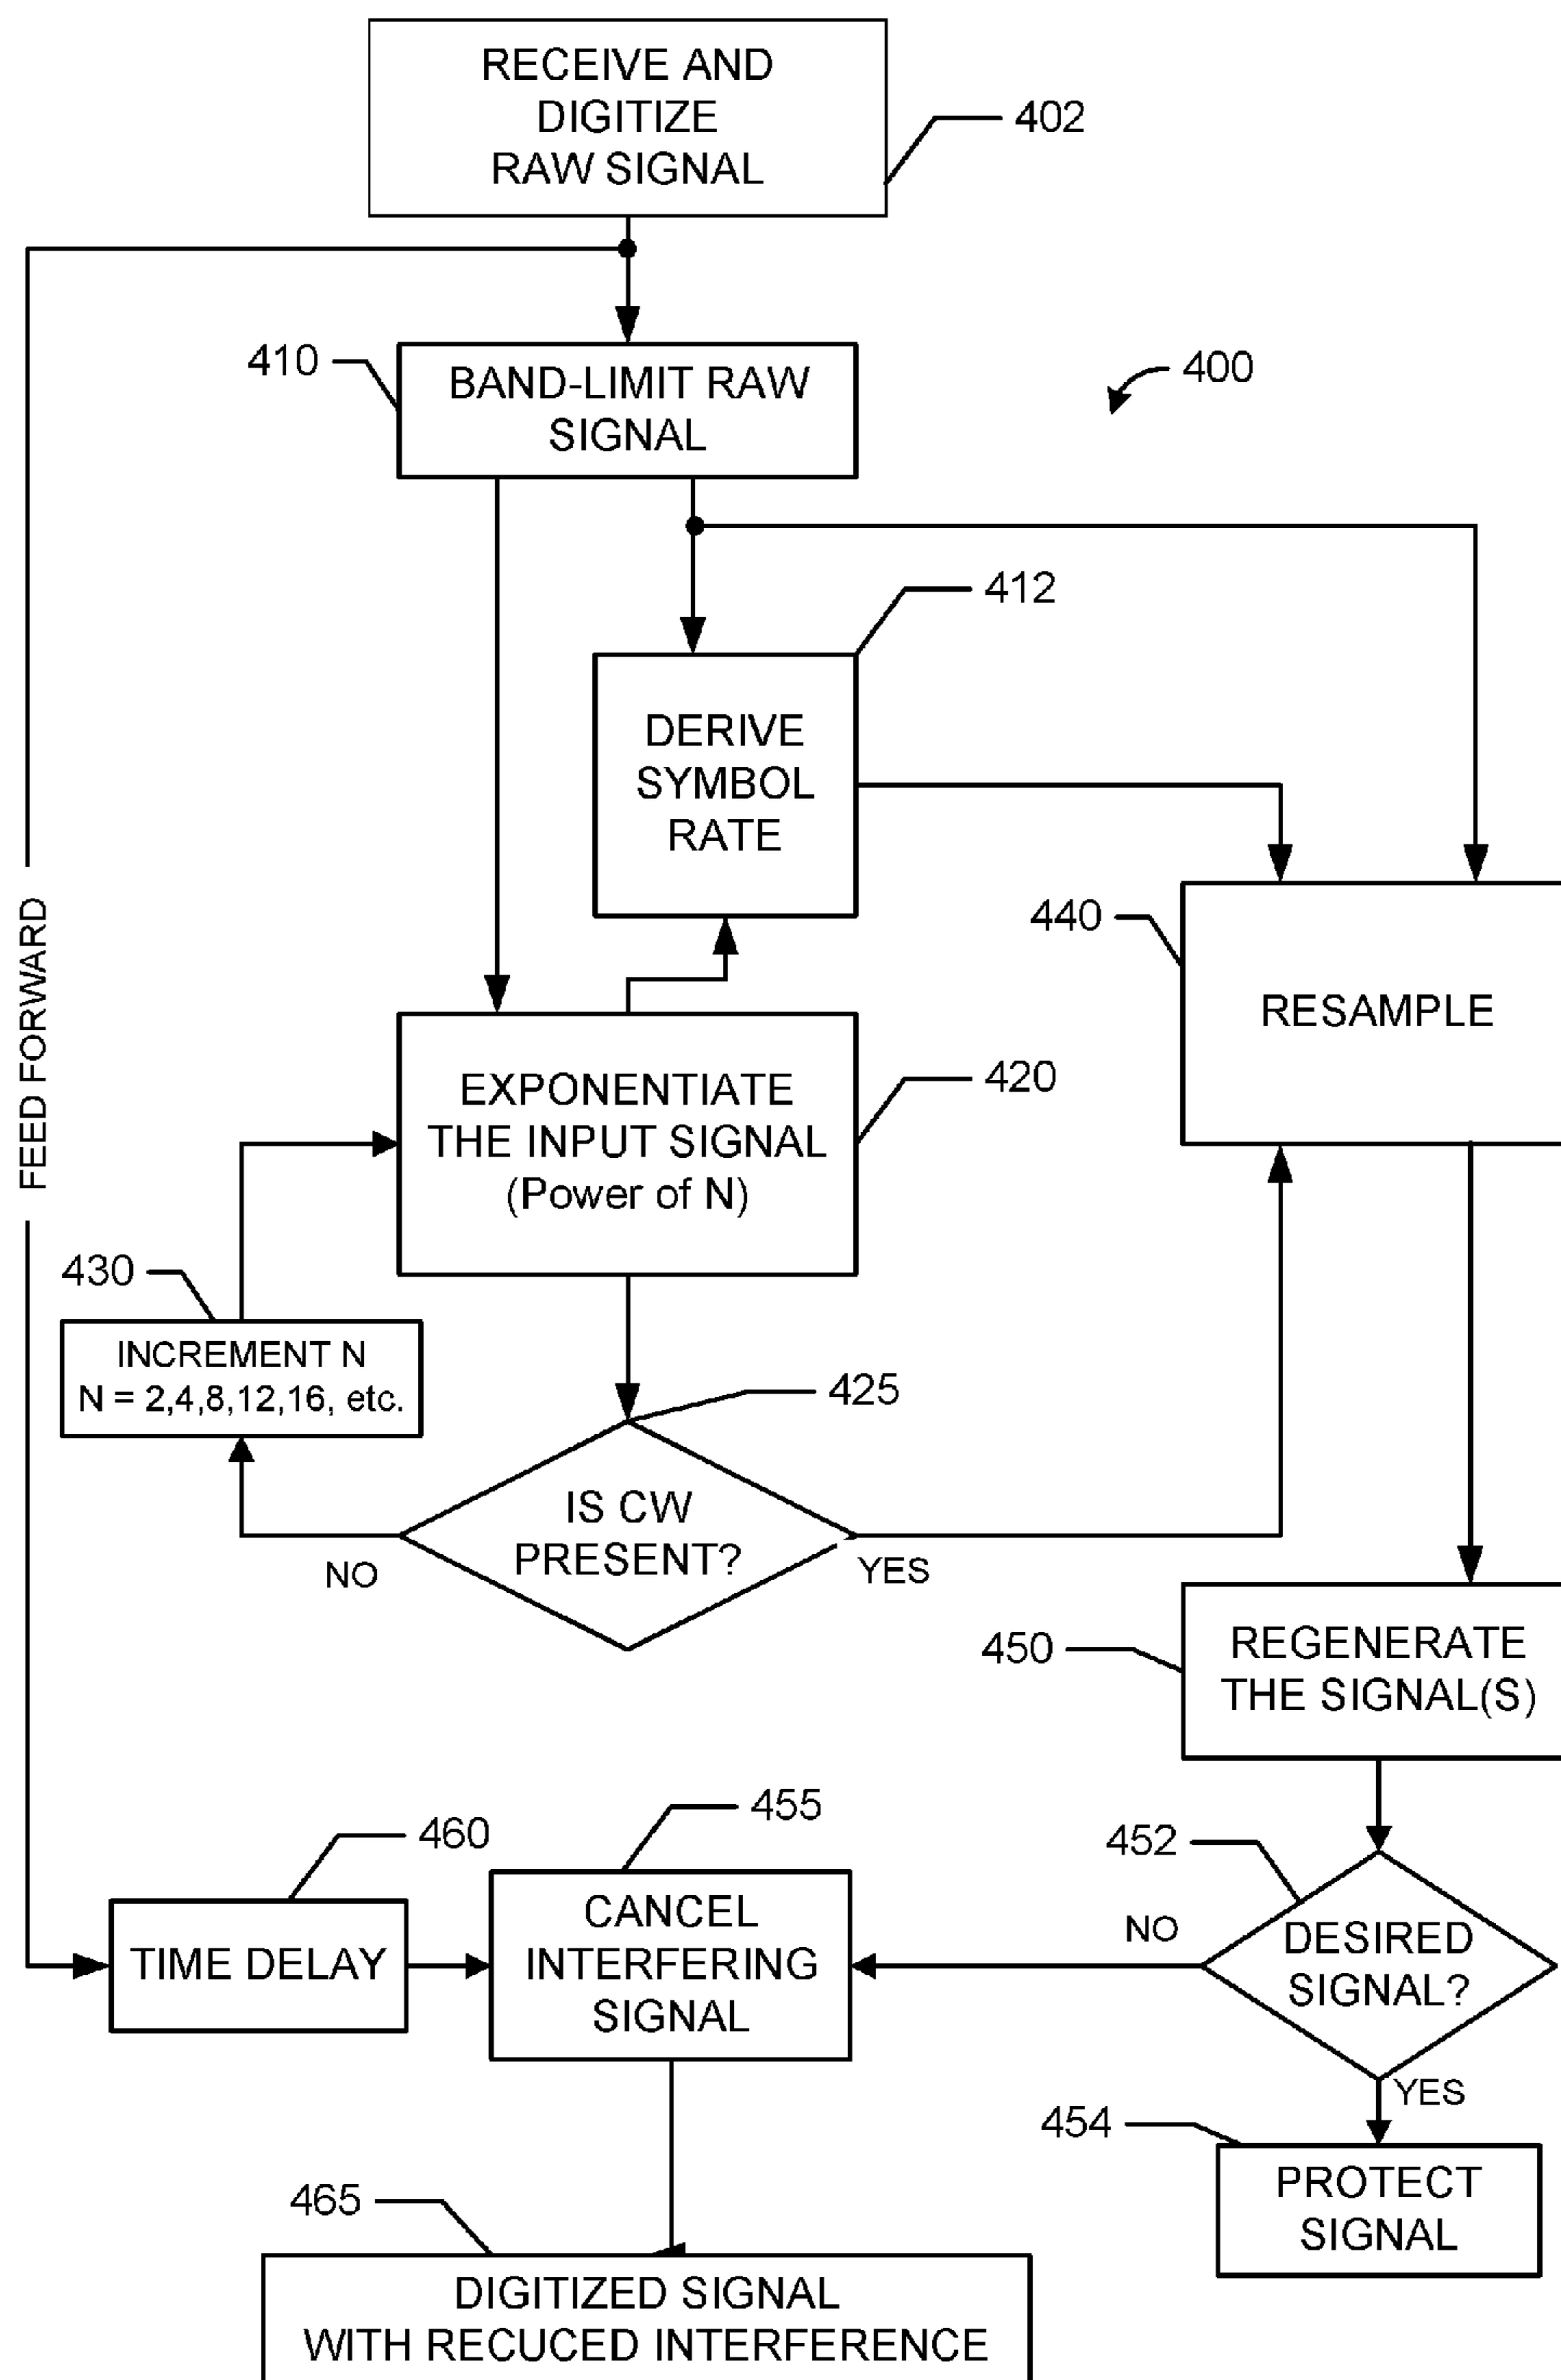 RECEIVE AND
DIGITIZE
RAW SIGNAL
402
410
BAND-LIMIT RAW
SIGNAL
400
412
DERIVE
SYMBOL
RATE
FEED FORWARD
440
RESAMPLE
EXPONENTIATE
THE INPUT SIGNAL
(Power of N)
420
430
INCREMENT N
N = 2,4,8,12,16, etc.
425
IS CW
PRESENT?
NO
YES
450
REGENERATE
THE SIGNAL(S)
455
460
452
CANCEL
INTERFERING
SIGNAL
TIME DELAY
NO
DESIRED
SIGNAL?
YES
454
PROTECT
SIGNAL
465
DIGITIZED SIGNAL
WITH RECUCED INTERFERENCE